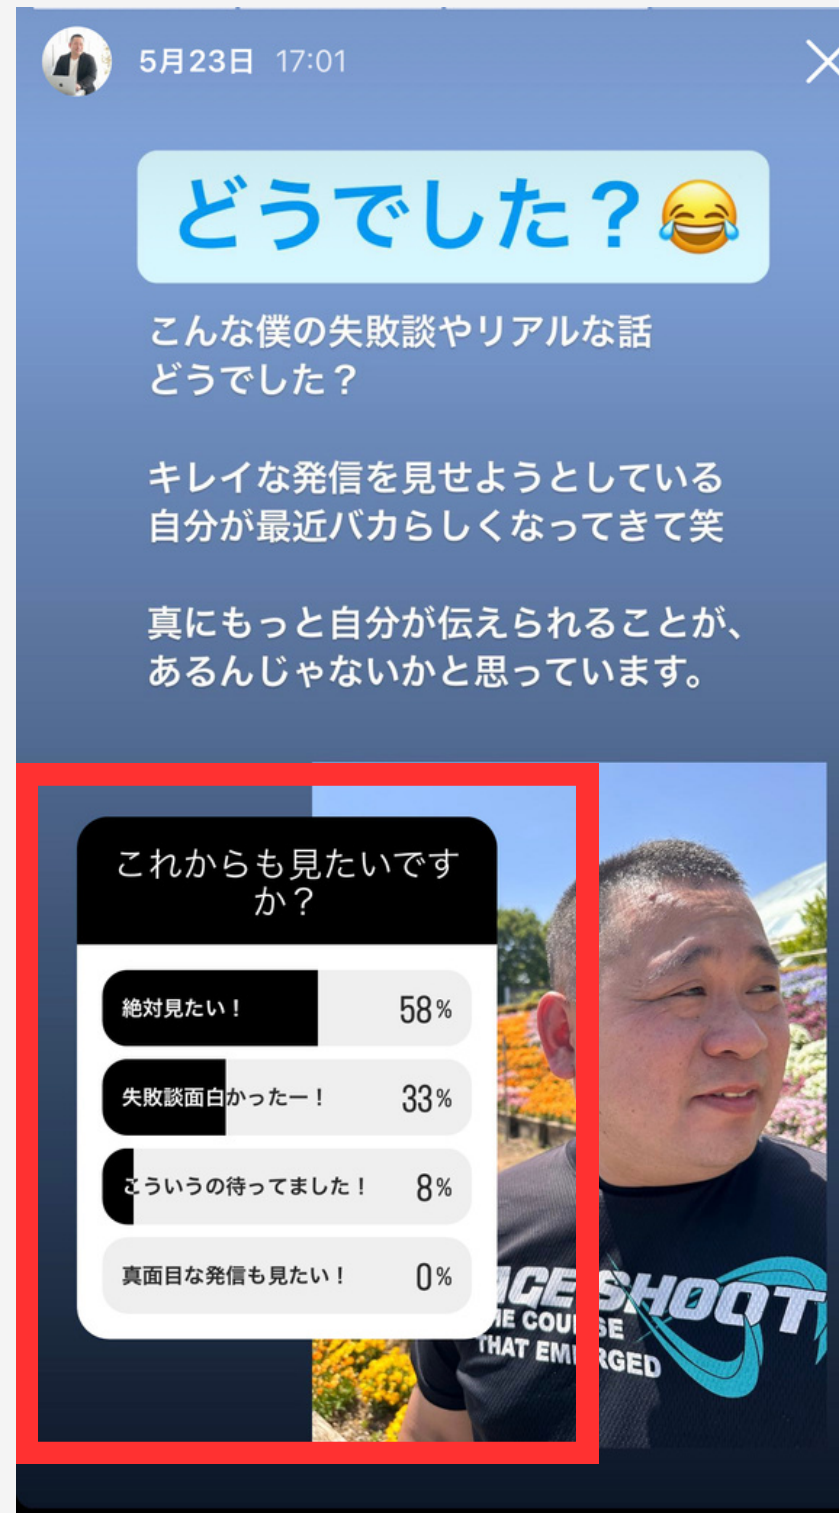 5月23日 17:01
どうでした？😂
こんな僕の失敗談やリアルな話
どうでした？
キレイな発信を見せようとしている
自分が最近バカらしくなってきて笑
真にもっと自分が伝えられることが、
あるんじゃないかと思っています。
これからも見たいです
か？
絶対見たい！ 58%
失敗談面白かったー！ 33%
こういうの待ってました！ 8%
真面目な発信も見たい！ 0%
SHOOT
THAT EMERGED